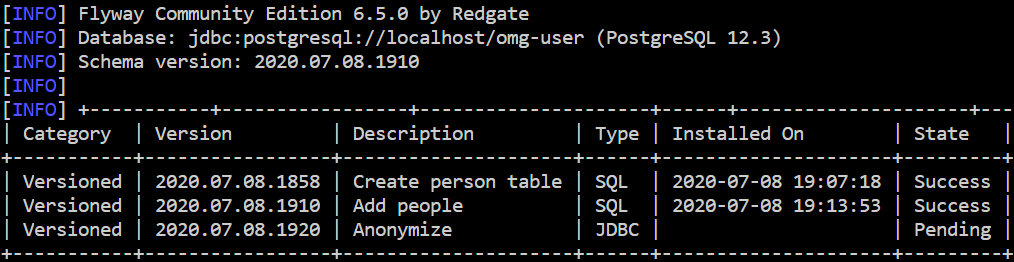 [INFO] Flyway Community Edition 6.5.0 by Redgate
[INFO] Database: jdbc:postgresql://localhost/omg-user (PostgreSQL 12.3)
[INFO] Schema version: 2020.07.08.1910
[INFO]
[INFO] +-----------+-----------------+---------------------+------+---------------------+---
| Category  | Version         | Description         | Type | Installed On        | State   |
+-----------+-----------------+---------------------+------+---------------------+---------+
| Versioned | 2020.07.08.1858 | Create person table | SQL  | 2020-07-08 19:07:18 | Success |
| Versioned | 2020.07.08.1910 | Add people          | SQL  | 2020-07-08 19:13:53 | Success |
| Versioned | 2020.07.08.1920 | Anonymize           | JDBC |                     | Pending |
+-----------+-----------------+---------------------+------+---------------------+---------+